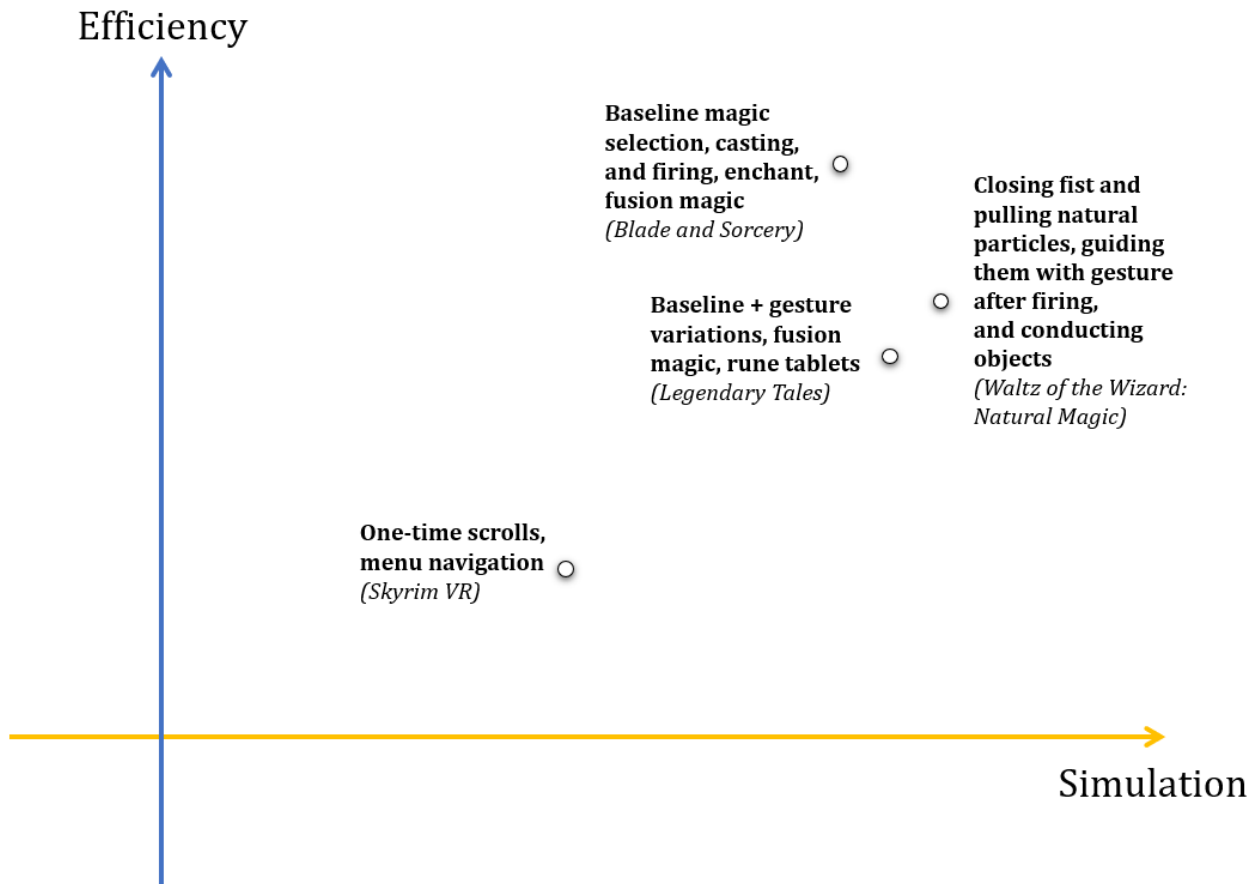 Efficiency
Baseline magic
selection, casting,
and firing, enchant,
fusion magic
(Blade and Sorcery)
Closing fist and
pulling natural
particles, guiding
them with gesture
after firing,
and conducting
objects
(Waltz of the Wizard:
Natural Magic)
Baseline + gesture
variations, fusion
magic, rune tablets
(Legendary Tales)
One-time scrolls,
menu navigation
(Skyrim VR)
Simulation